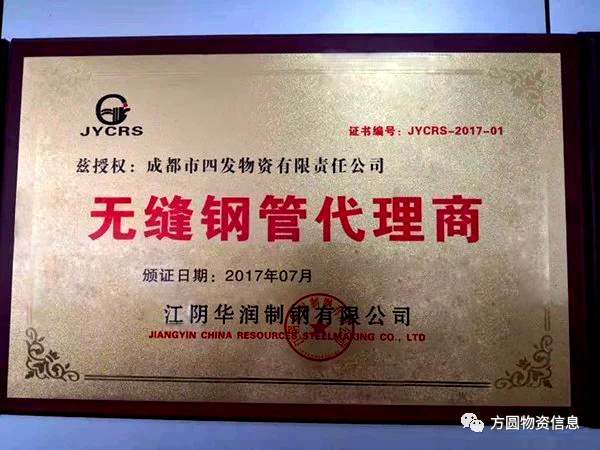 JYCRS
证书编号：JYCRS-2017-01
兹授权：成都市四发物资有限责任公司
无缝钢管代理商
颁证日期：2017年07月
江阴华润制钢有限公司
JIANGYIN CHINA RESOURCES STEELMAKING CO., LTD
方圆物资信息